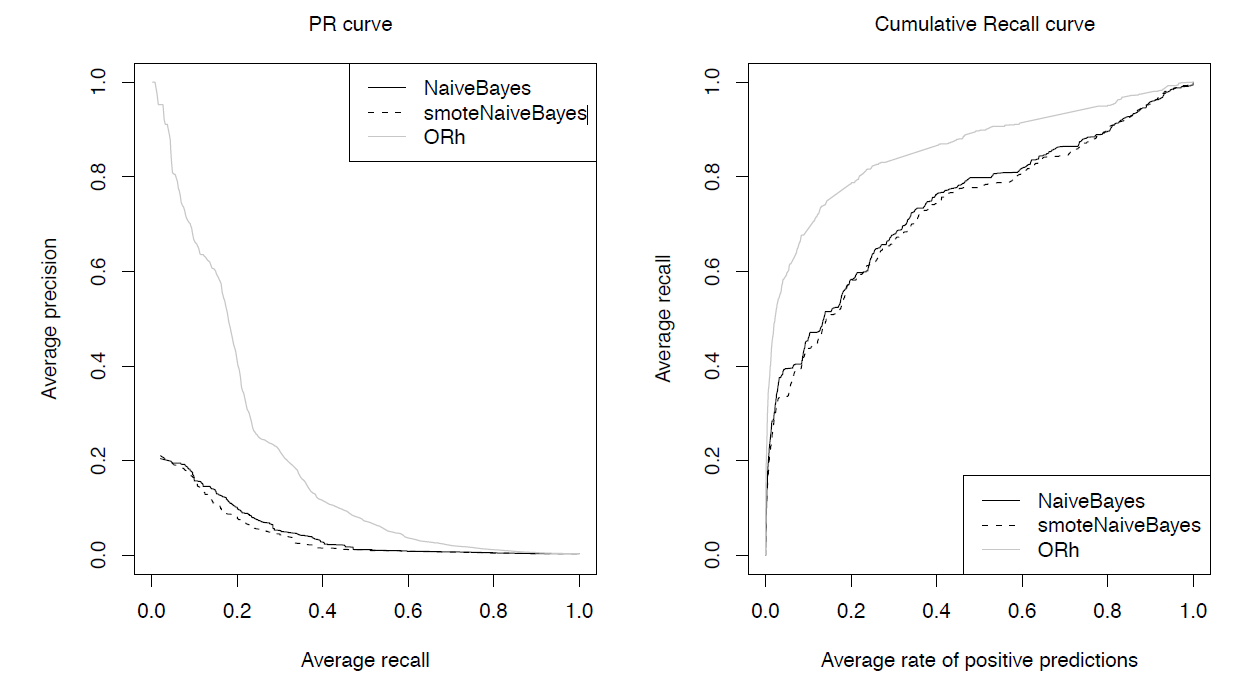 PR curve
1.0
0.8
0.6
0.4
0.2
0.0
Average precision
NaiveBayes
smoteNaiveBayes
ORh
0.0 0.2 0.4 0.6 0.8 1.0
Average recall
Cumulative Recall curve
1.0
0.8
0.6
0.4
0.2
0.0
Average recall
NaiveBayes
smoteNaiveBayes
ORh
0.0 0.2 0.4 0.6 0.8 1.0
Average rate of positive predictions